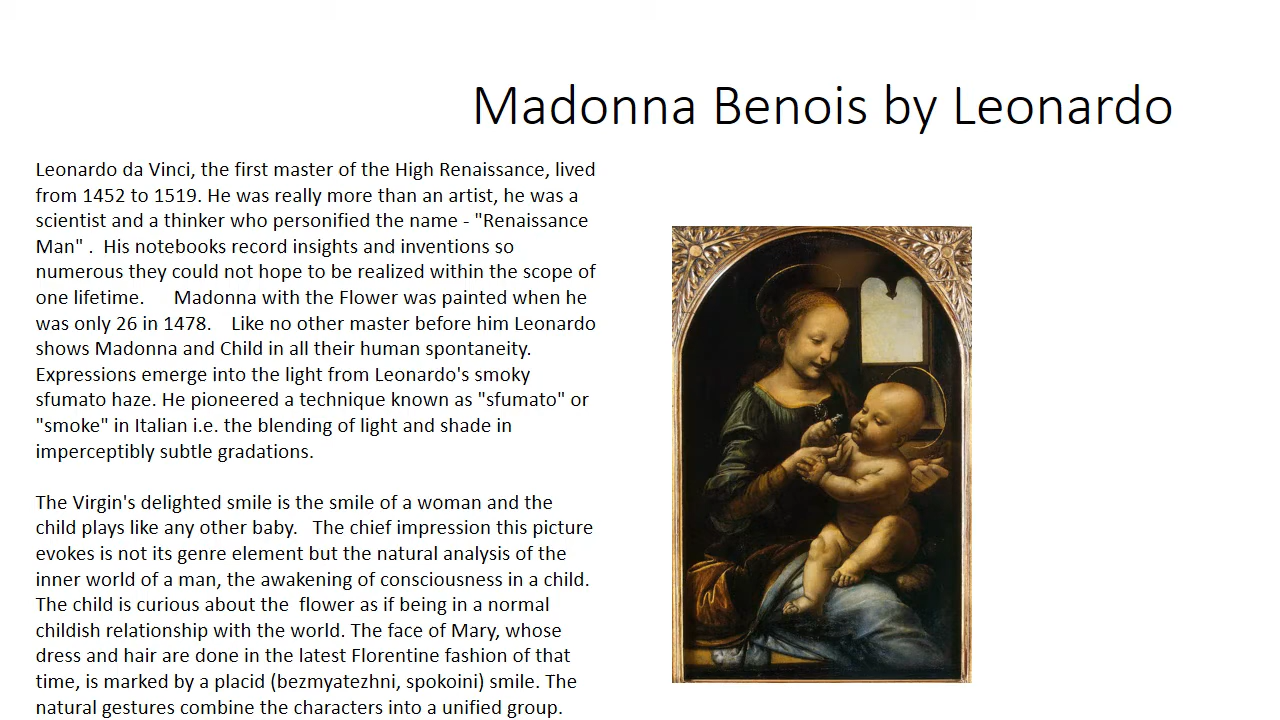 Madonna Benois by Leonardo
Leonardo da Vinci, the first master of the High Renaissance, lived
from 1452 to 1519. He was really more than an artist, he was a
scientist and a thinker who personified the name - "Renaissance
Man" .  His notebooks record insights and inventions so
numerous they could not hope to be realized within the scope of
one lifetime.      Madonna with the Flower was painted when he
was only 26 in 1478.    Like no other master before him Leonardo
shows Madonna and Child in all their human spontaneity.
Expressions emerge into the light from Leonardo's smoky
sfumato haze. He pioneered a technique known as "sfumato" or
"smoke" in Italian i.e. the blending of light and shade in
imperceptibly subtle gradations.
The Virgin's delighted smile is the smile of a woman and the
child plays like any other baby.   The chief impression this picture
evokes is not its genre element but the natural analysis of the
inner world of a man, the awakening of consciousness in a child.
The child is curious about the  flower as if being in a normal
childish relationship with the world. The face of Mary, whose
dress and hair are done in the latest Florentine fashion of that
time, is marked by a placid (bezmyatezhni, spokoini) smile. The
natural gestures combine the characters into a unified group.